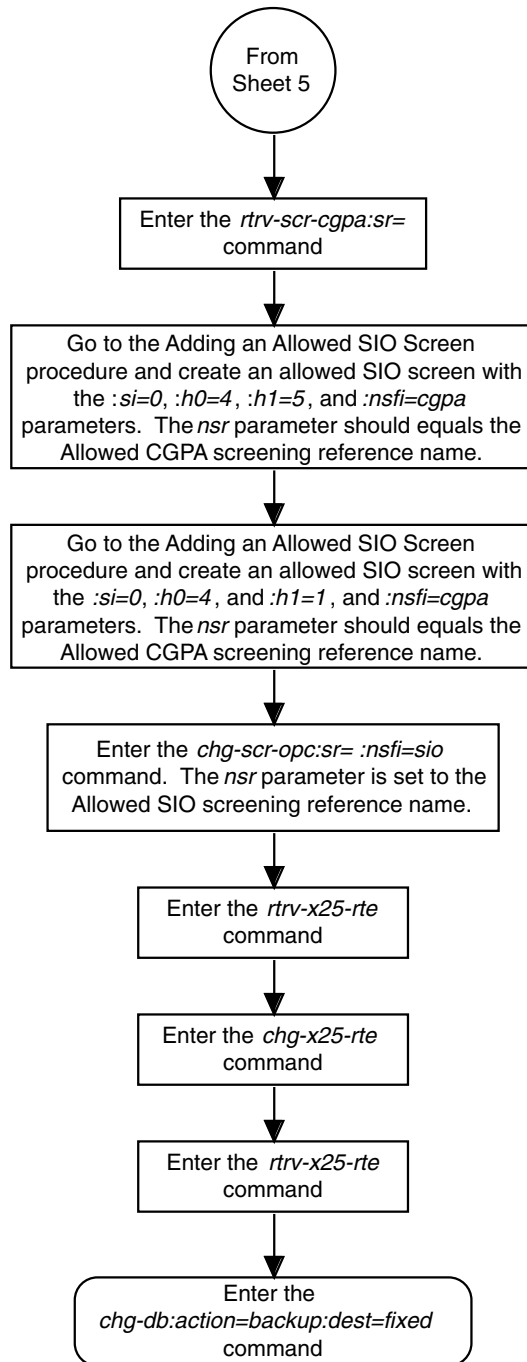 From
Sheet 5
Enter the rtrv-scr-cgpa:sr=
command
Go to the Adding an Allowed SIO Screen
procedure and create an allowed SIO screen with
the :si=0, :h0=4, :h1=5, and :nsfi=cgpa
parameters. The nsr parameter should equals the
Allowed CGPA screening reference name.
Go to the Adding an Allowed SIO Screen
procedure and create an allowed SIO screen with
the :si=0, :h0=4, and :h1=1, and :nsfi=cgpa
parameters. The nsr parameter should equals the
Allowed CGPA screening reference name.
Enter the chg-scr-opc:sr= :nsfi=sio
command. The nsr parameter is set to the
Allowed SIO screening reference name.
Enter the rtrv-x25-rte
command
Enter the chg-x25-rte
command
Enter the rtrv-x25-rte
command
Enter the
chg-db:action=backup:dest=fixed
command